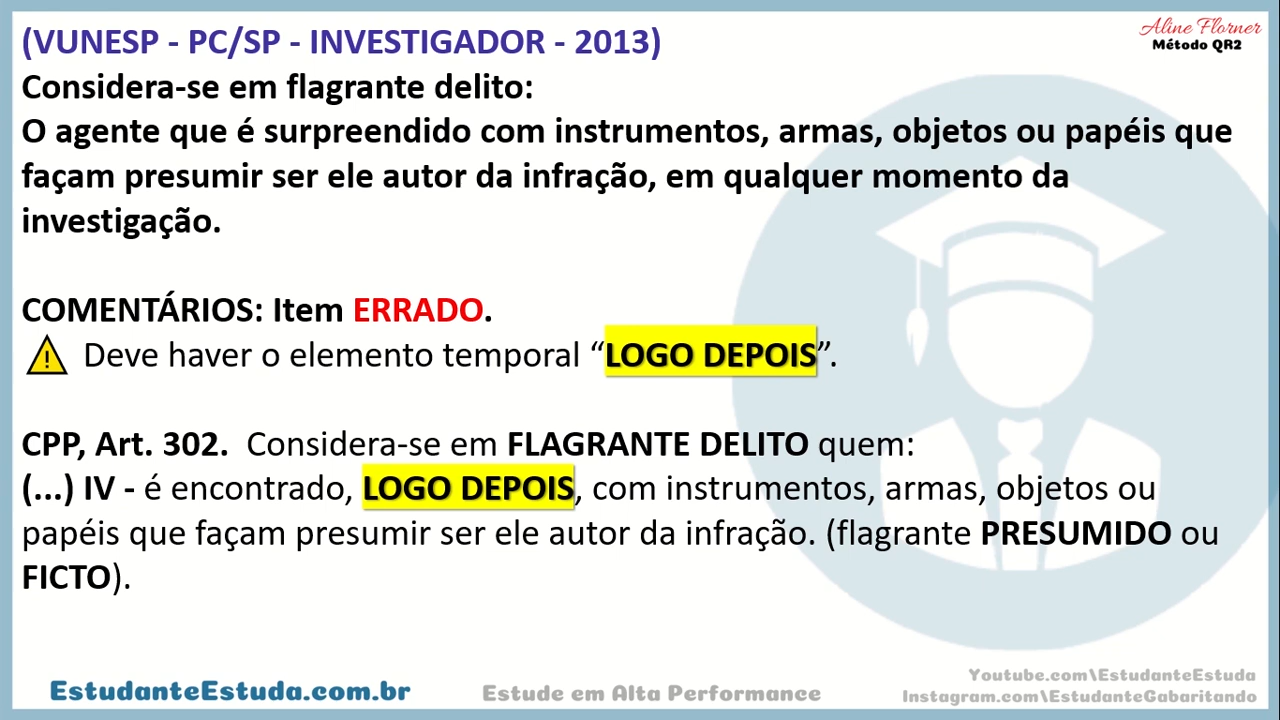 Aline Florner
Método QR2
(VUNESP - PC/SP - INVESTIGADOR - 2013)
Considera-se em flagrante delito:
O agente que é surpreendido com instrumentos, armas, objetos ou papéis que
façam presumir ser ele autor da infração, em qualquer momento da
investigação.
COMENTÁRIOS: Item ERRADO.
Deve haver o elemento temporal “LOGO DEPOIS”.
CPP, Art. 302. Considera-se em FLAGRANTE DELITO quem:
(...) IV - é encontrado, LOGO DEPOIS, com instrumentos, armas, objetos ou
papéis que façam presumir ser ele autor da infração. (flagrante PRESUMIDO ou
FICTO).
EstudanteEstuda.com.br
Estude em Alta Performance
Youtube.com\EstudanteEstuda
Instagram.com\EstudanteGabaritando